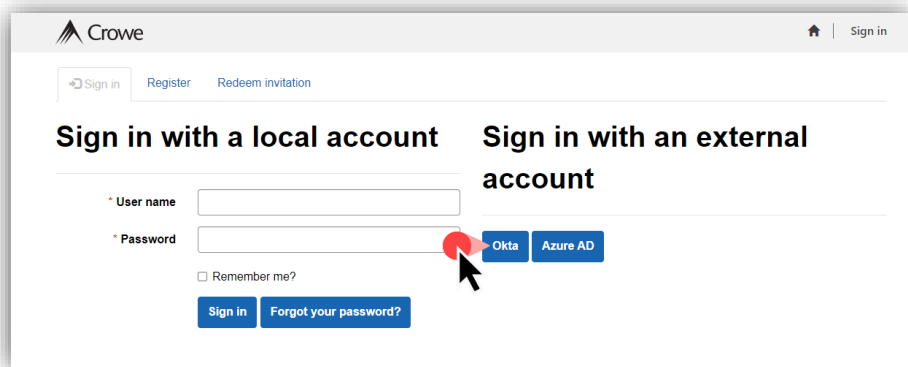 Crowe
Sign in
Sign in
Register
Redeem invitation
Sign in with a local account
* User name
* Password
Remember me?
Sign in
Forgot your password?
Sign in with an external
account
Okta
Azure AD